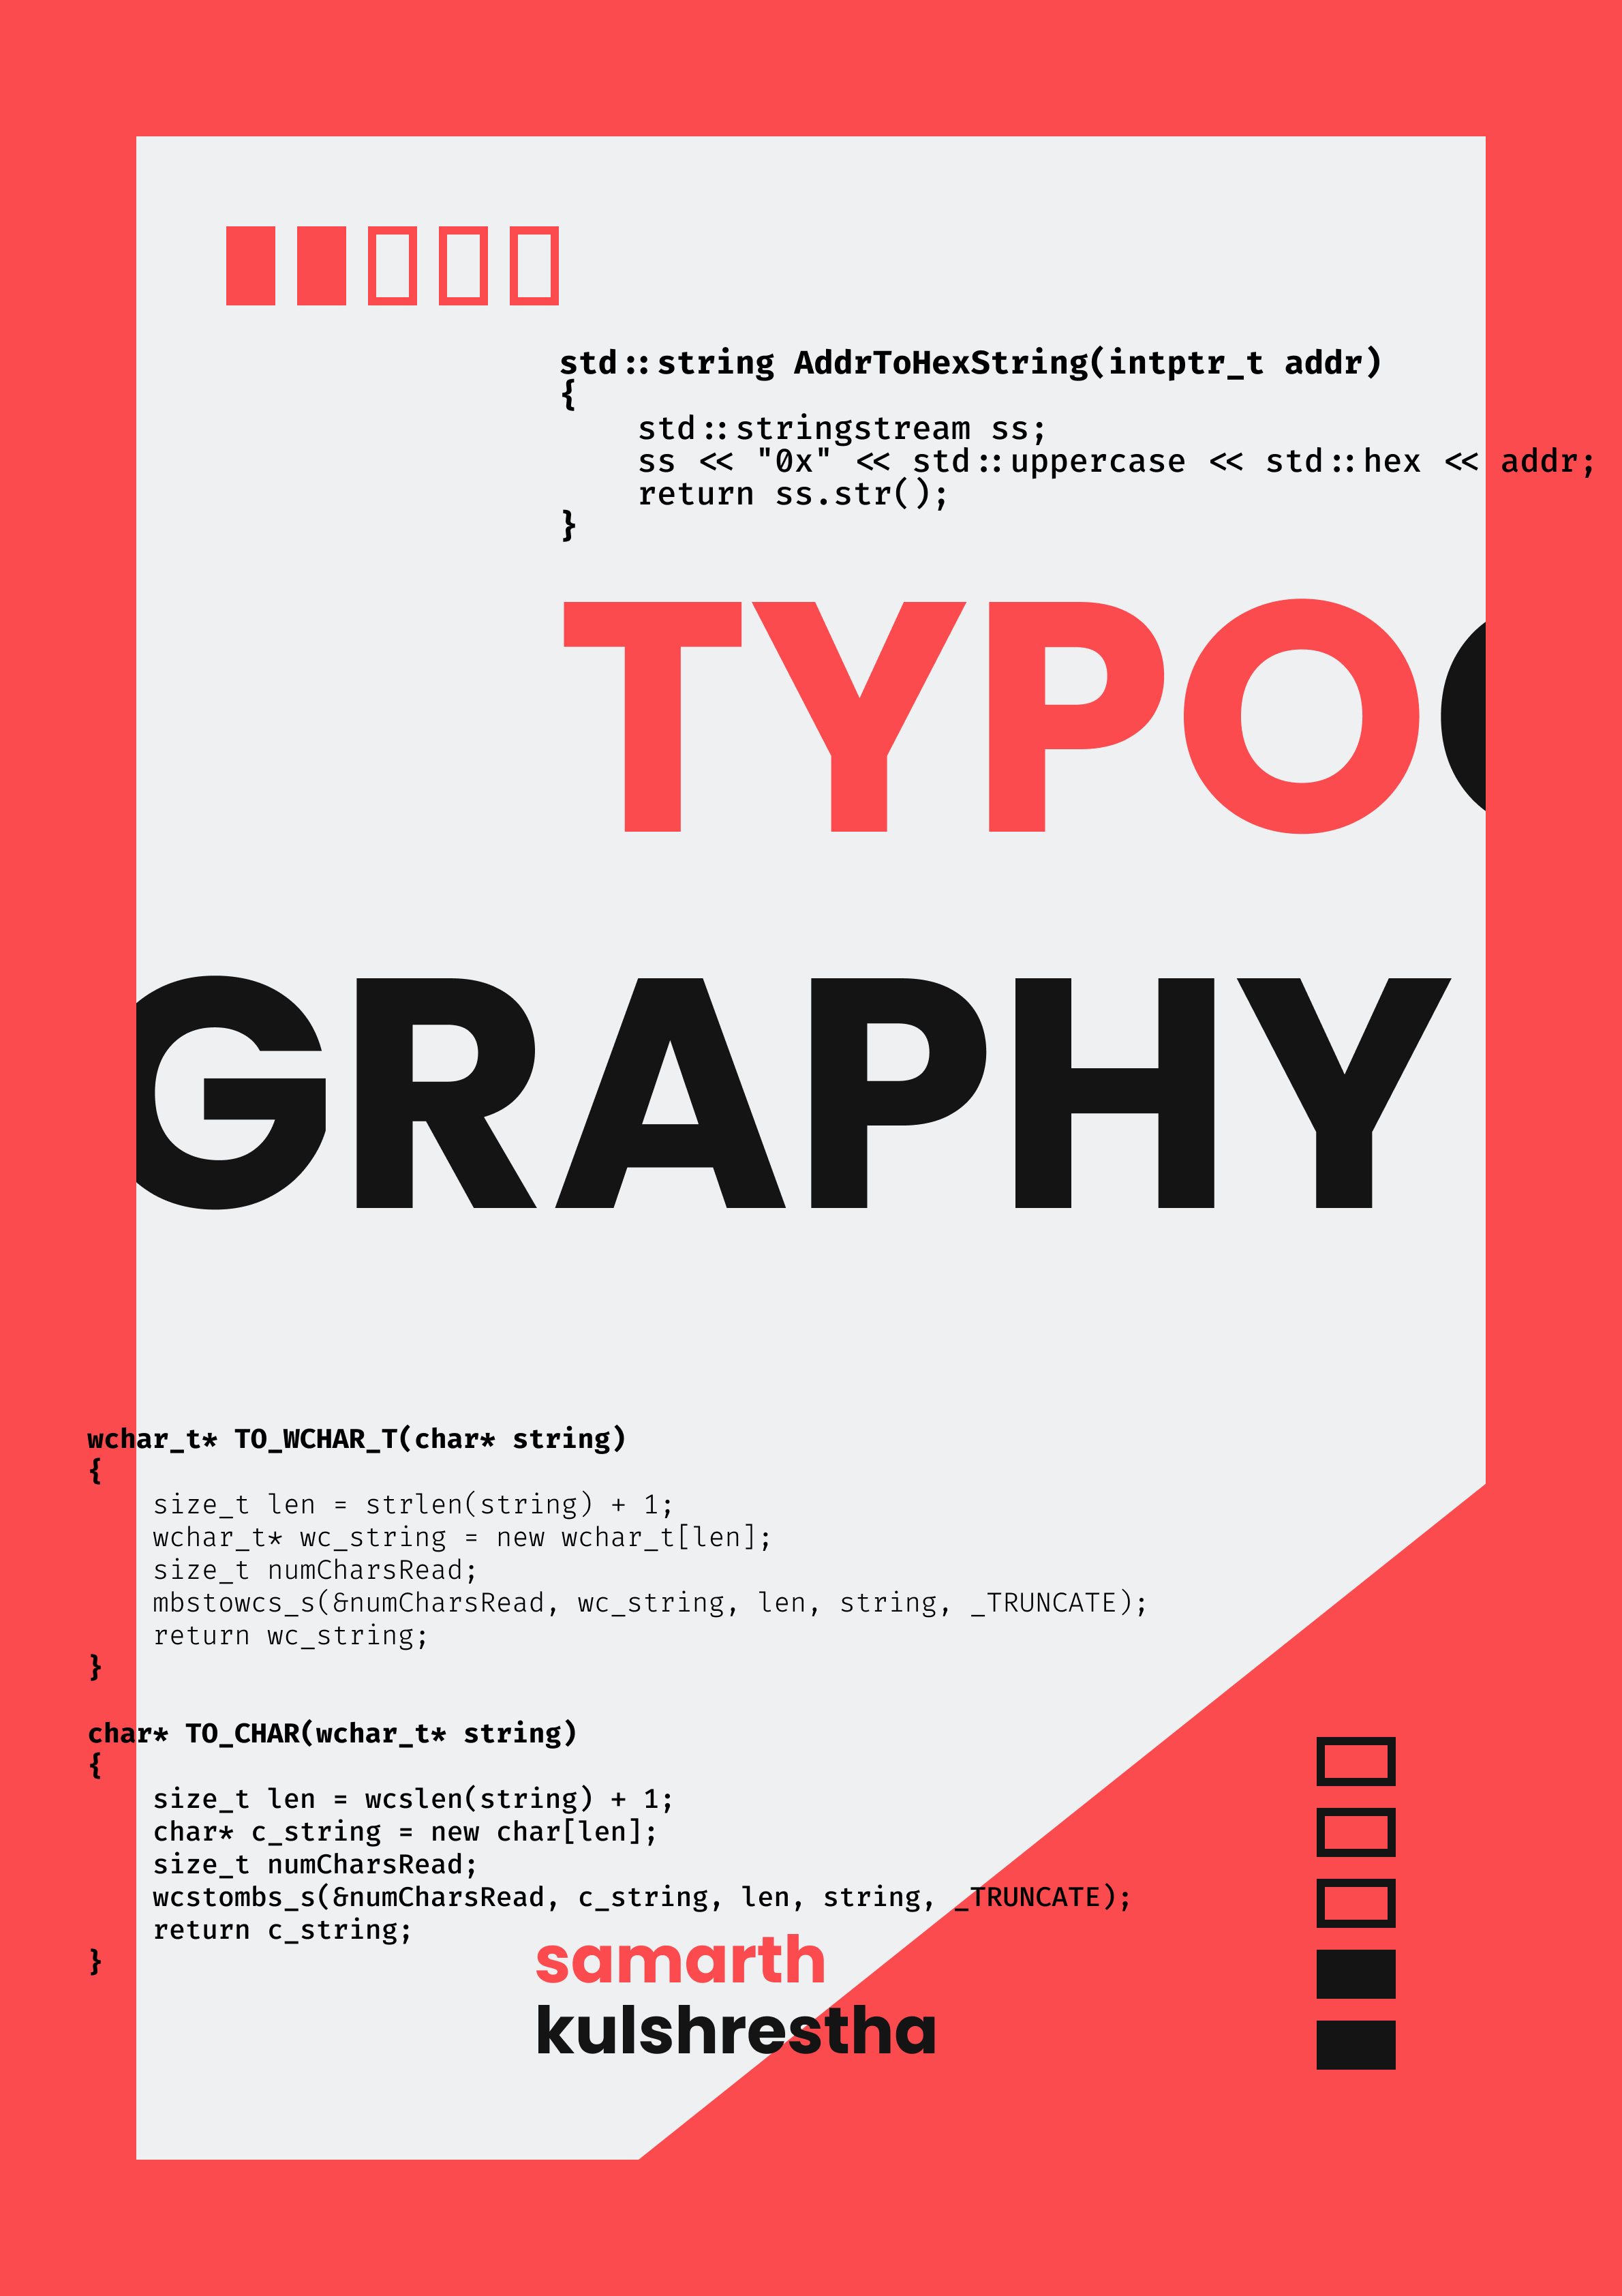 std::string AddrToHexString(intptr_t addr)
{
    std::stringstream ss;
    ss << "0x" << std::uppercase << std::hex << addr;
    return ss.str();
}
TYPO
GRAPHY
wchar_t* TO_WCHAR_T(char* string)
{
    size_t len = strlen(string) + 1;
    wchar_t* wc_string = new wchar_t[len];
    size_t numCharsRead;
    mbstowcs_s(&numCharsRead, wc_string, len, string, _TRUNCATE);
    return wc_string;
}
char* TO_CHAR(wchar_t* string)
{
    size_t len = wcslen(string) + 1;
    char* c_string = new char[len];
    size_t numCharsRead;
    wcstombs_s(&numCharsRead, c_string, len, string, _TRUNCATE);
    return c_string;
}
samarth
kulshrestha